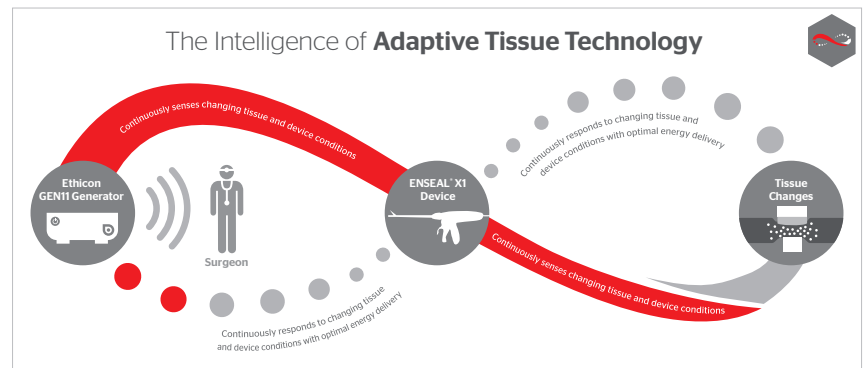 The Intelligence of Adaptive Tissue Technology
Continuously senses changing tissue and device conditions
Continuously responds to changing tissue and
device conditions with optimal energy delivery
Ethicon
GEN11 Generator
Surgeon
ENSEAL™ X1
Device
Tissue
Changes
Continuously senses changing tissue and device conditions
Continuously responds to changing tissue
and device conditions with optimal energy delivery